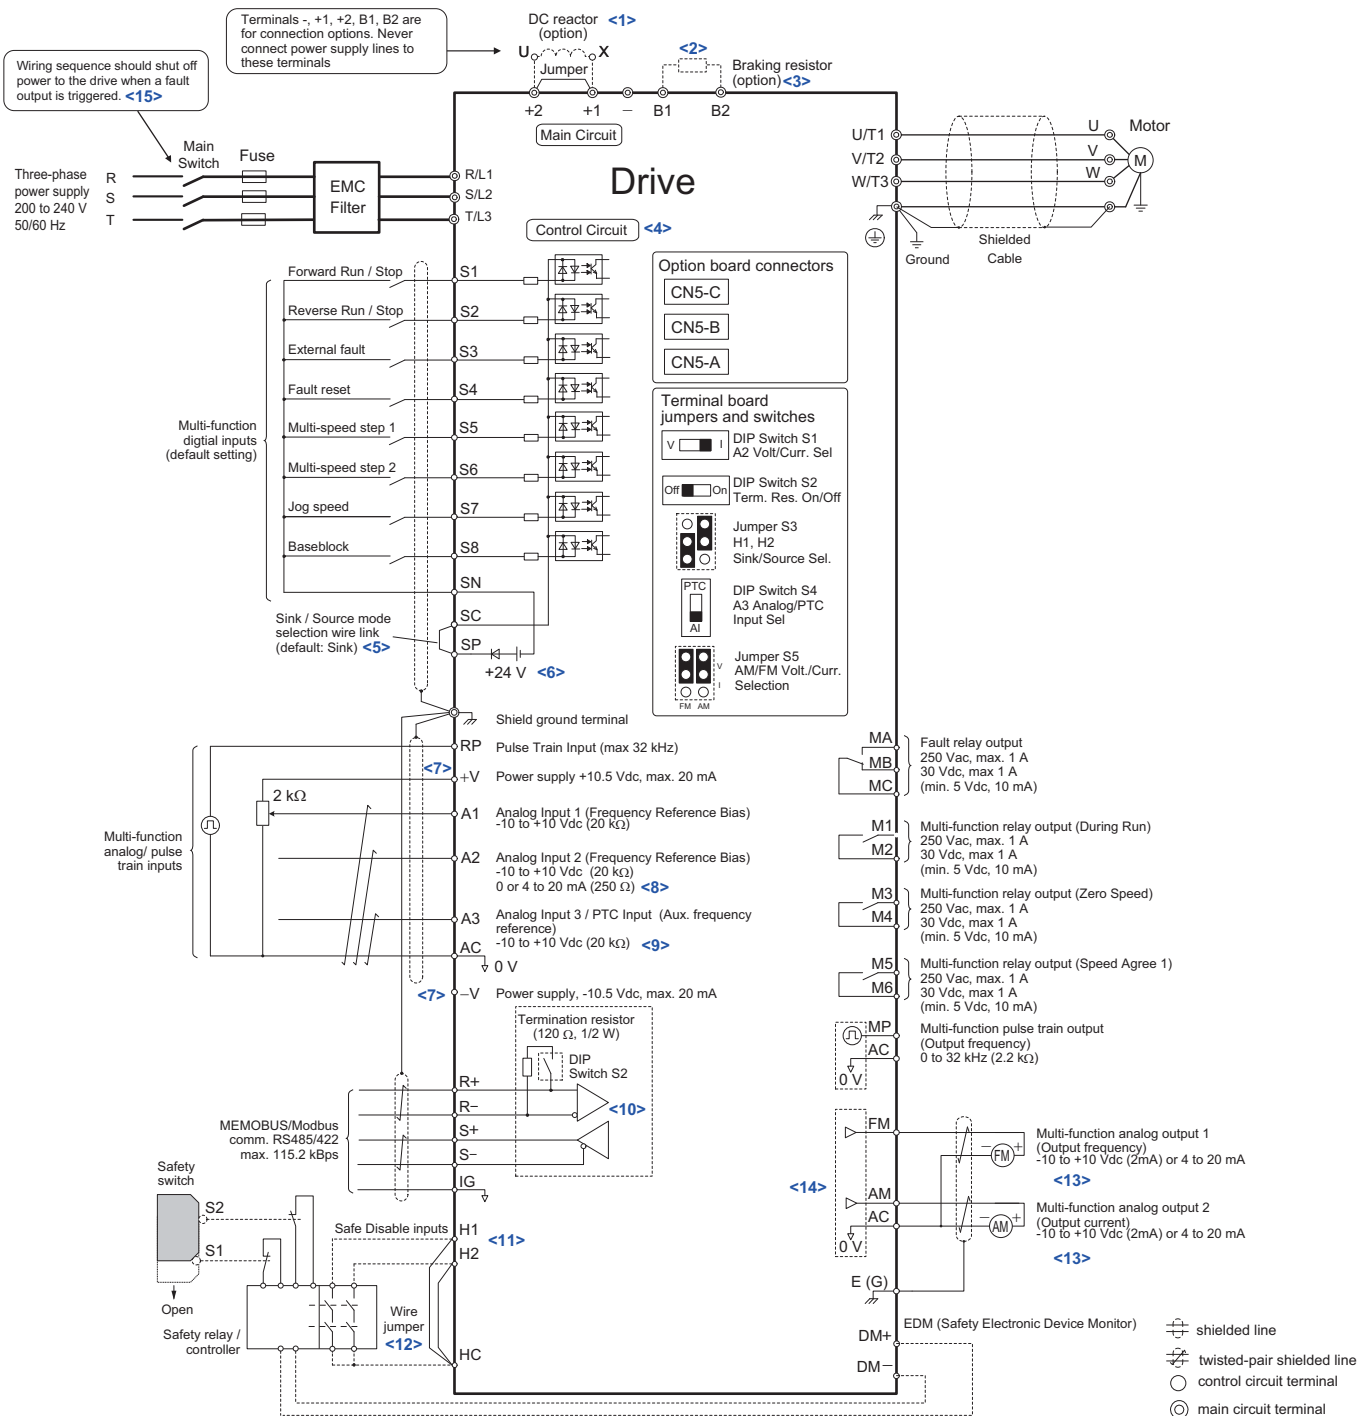 Terminals -, +1, +2, B1, B2 are
for connection options. Never
connect power supply lines to
these terminals
DC reactor <1>
(option)
U X
Jumper
<2>
Braking resistor
(option) <3>
+2 +1 − B1 B2
Main Circuit
Wiring sequence should shut off
power to the drive when a fault
output is triggered. <15>
Main
Switch
Fuse
Three-phase
power supply
200 to 240 V
50/60 Hz
R
S
T
EMC
Filter
R/L1
S/L2
T/L3
Drive
U/T1
V/T2
W/T3
U
V
W
Motor
M
Ground
Shielded
Cable
Control Circuit <4>
Forward Run / Stop S1
Reverse Run / Stop S2
External fault S3
Fault reset S4
Multi-speed step 1 S5
Multi-speed step 2 S6
Jog speed S7
Baseblock S8
Multi-function
digtial inputs
(default setting)
SN
SC
SP
Sink / Source mode
selection wire link
(default: Sink) <5>
+24 V <6>
Option board connectors
CN5-C
CN5-B
CN5-A
Terminal board
jumpers and switches
V I
DIP Switch S1
A2 Volt/Curr. Sel
Off On
DIP Switch S2
Term. Res. On/Off
Jumper S3
H1, H2
Sink/Source Sel.
PTC
AI
DIP Switch S4
A3 Analog/PTC
Input Sel
V
I
FM AM
Jumper S5
AM/FM Volt./Curr.
Selection
Shield ground terminal
RP Pulse Train Input (max 32 kHz)
<7>
+V Power supply +10.5 Vdc, max. 20 mA
2 kΩ
A1 Analog Input 1 (Frequency Reference Bias)
-10 to +10 Vdc (20 kΩ)
Multi-function
analog/ pulse
train inputs
A2 Analog Input 2 (Frequency Reference Bias)
-10 to +10 Vdc (20 kΩ)
0 or 4 to 20 mA (250 Ω) <8>
A3 Analog Input 3 / PTC Input (Aux. frequency
reference)
-10 to +10 Vdc (20 kΩ) <9>
AC
0 V
<7> −V Power supply, -10.5 Vdc, max. 20 mA
MA
MB
MC
Fault relay output
250 Vac, max. 1 A
30 Vdc, max 1 A
(min. 5 Vdc, 10 mA)
M1
M2
Multi-function relay output (During Run)
250 Vac, max. 1 A
30 Vdc, max 1 A
(min. 5 Vdc, 10 mA)
M3
M4
Multi-function relay output (Zero Speed)
250 Vac, max. 1 A
30 Vdc, max 1 A
(min. 5 Vdc, 10 mA)
M5
M6
Multi-function relay output (Speed Agree 1)
250 Vac, max. 1 A
30 Vdc, max 1 A
(min. 5 Vdc, 10 mA)
MP
AC
0 V
Multi-function pulse train output
(Output frequency)
0 to 32 kHz (2.2 kΩ)
Termination resistor
(120 Ω, 1/2 W)
DIP
Switch S2
R+
R−
S+
S−
IG
<10>
MEMOBUS/Modbus
comm. RS485/422
max. 115.2 kBps
<14>
FM
AM
AC
0 V
E (G)
− FM +
Multi-function analog output 1
(Output frequency)
-10 to +10 Vdc (2mA) or 4 to 20 mA
<13>
− AM +
Multi-function analog output 2
(Output current)
-10 to +10 Vdc (2mA) or 4 to 20 mA
<13>
Safety
switch
S2
S1
Open
Safety relay /
controller
Safe Disable inputs
H1 <11>
H2
Wire
jumper
<12>
HC
EDM (Safety Electronic Device Monitor)
DM+
DM−
shielded line
twisted-pair shielded line
control circuit terminal
main circuit terminal